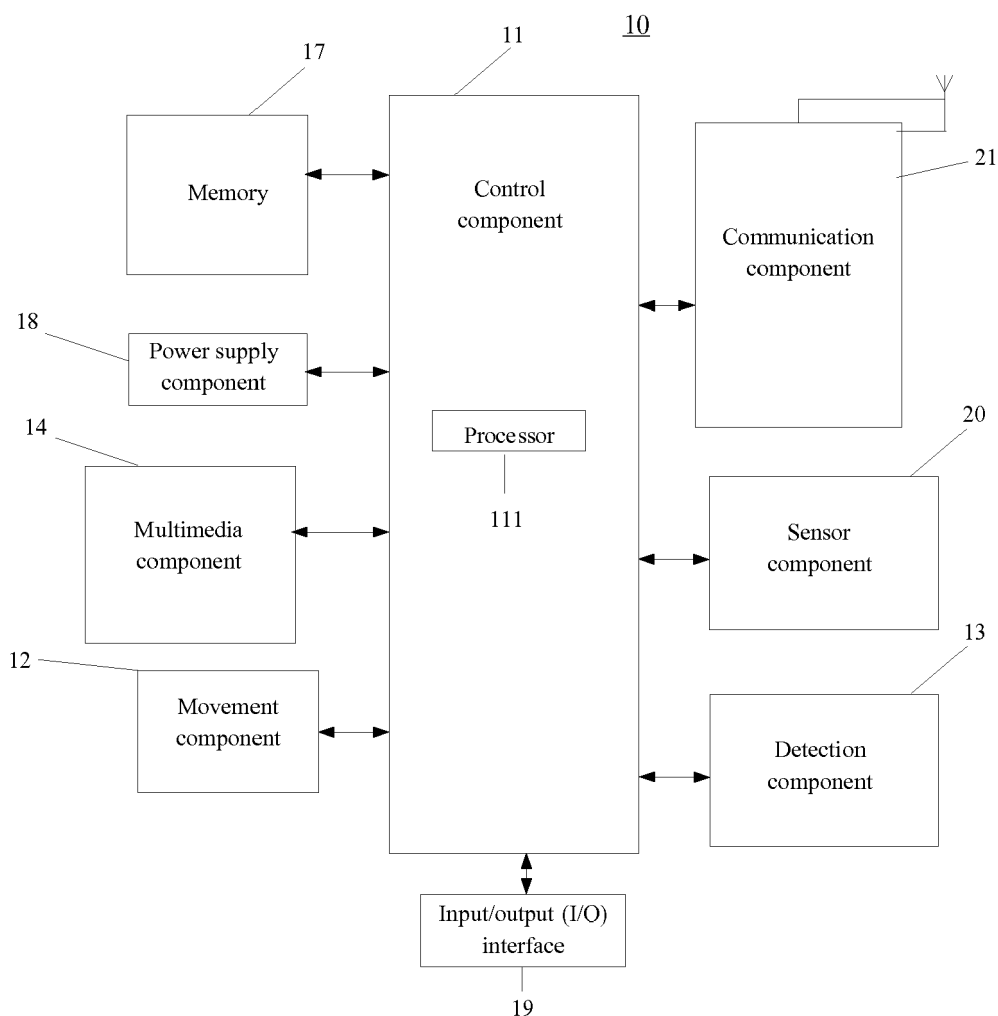 10
11
17
Memory
Control
component
21
Communication
component
18
Power supply
component
Processor
111
14
Multimedia
component
20
Sensor
component
12
Movement
component
13
Detection
component
Input/output (I/O)
interface
19